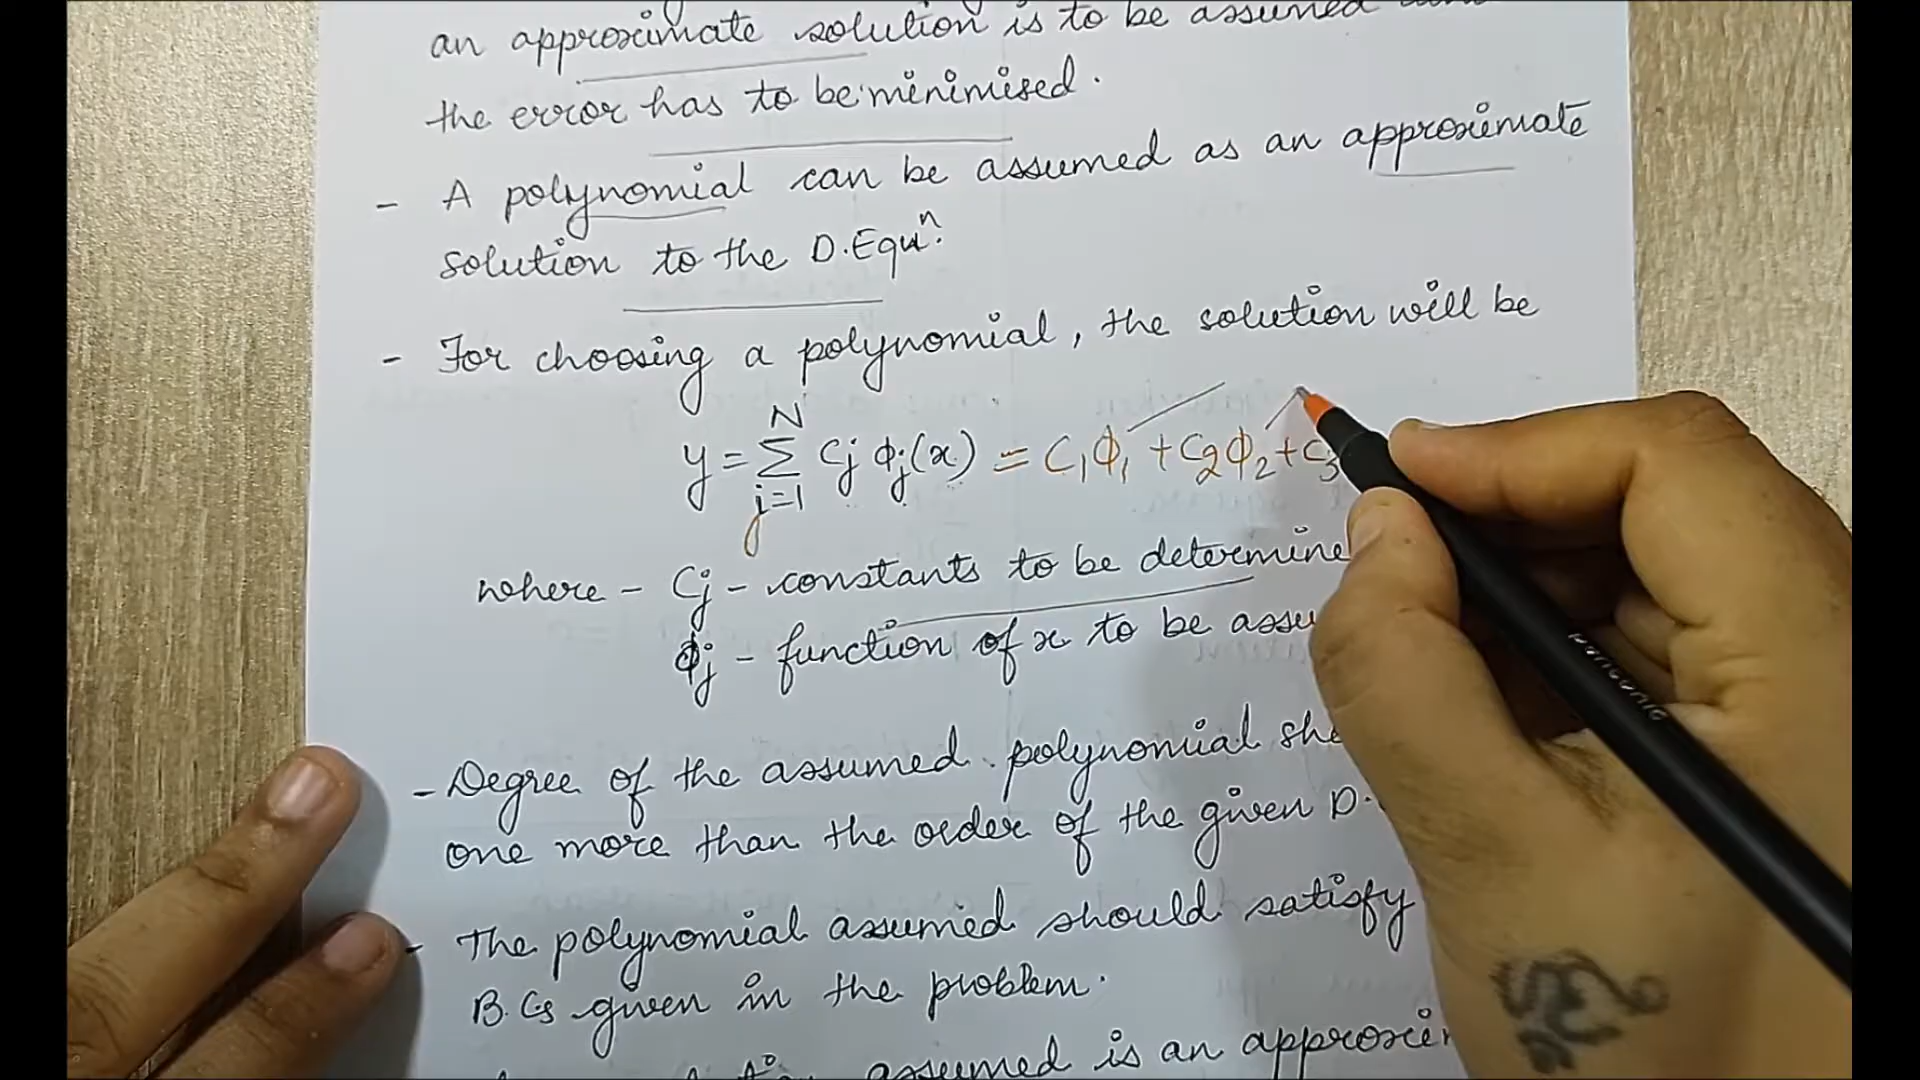 an approximate solution is to be assumed
the error has to be minimised.
- A polynomial can be assumed as an approximate
solution to the D.Equⁿ.
- For choosing a polynomial, the solution will be
y = N∑j=1 Cj ϕj(x) = C₁ϕ₁ + C₂ϕ₂ + C₃
where - Cj - constants to be determine
ϕj - function of x to be assu
- Degree of the assumed polynomial sh
one more than the order of the given D.
- The polynomial assumed should satisfy
B.Cs given in the problem.
assumed is an approxi